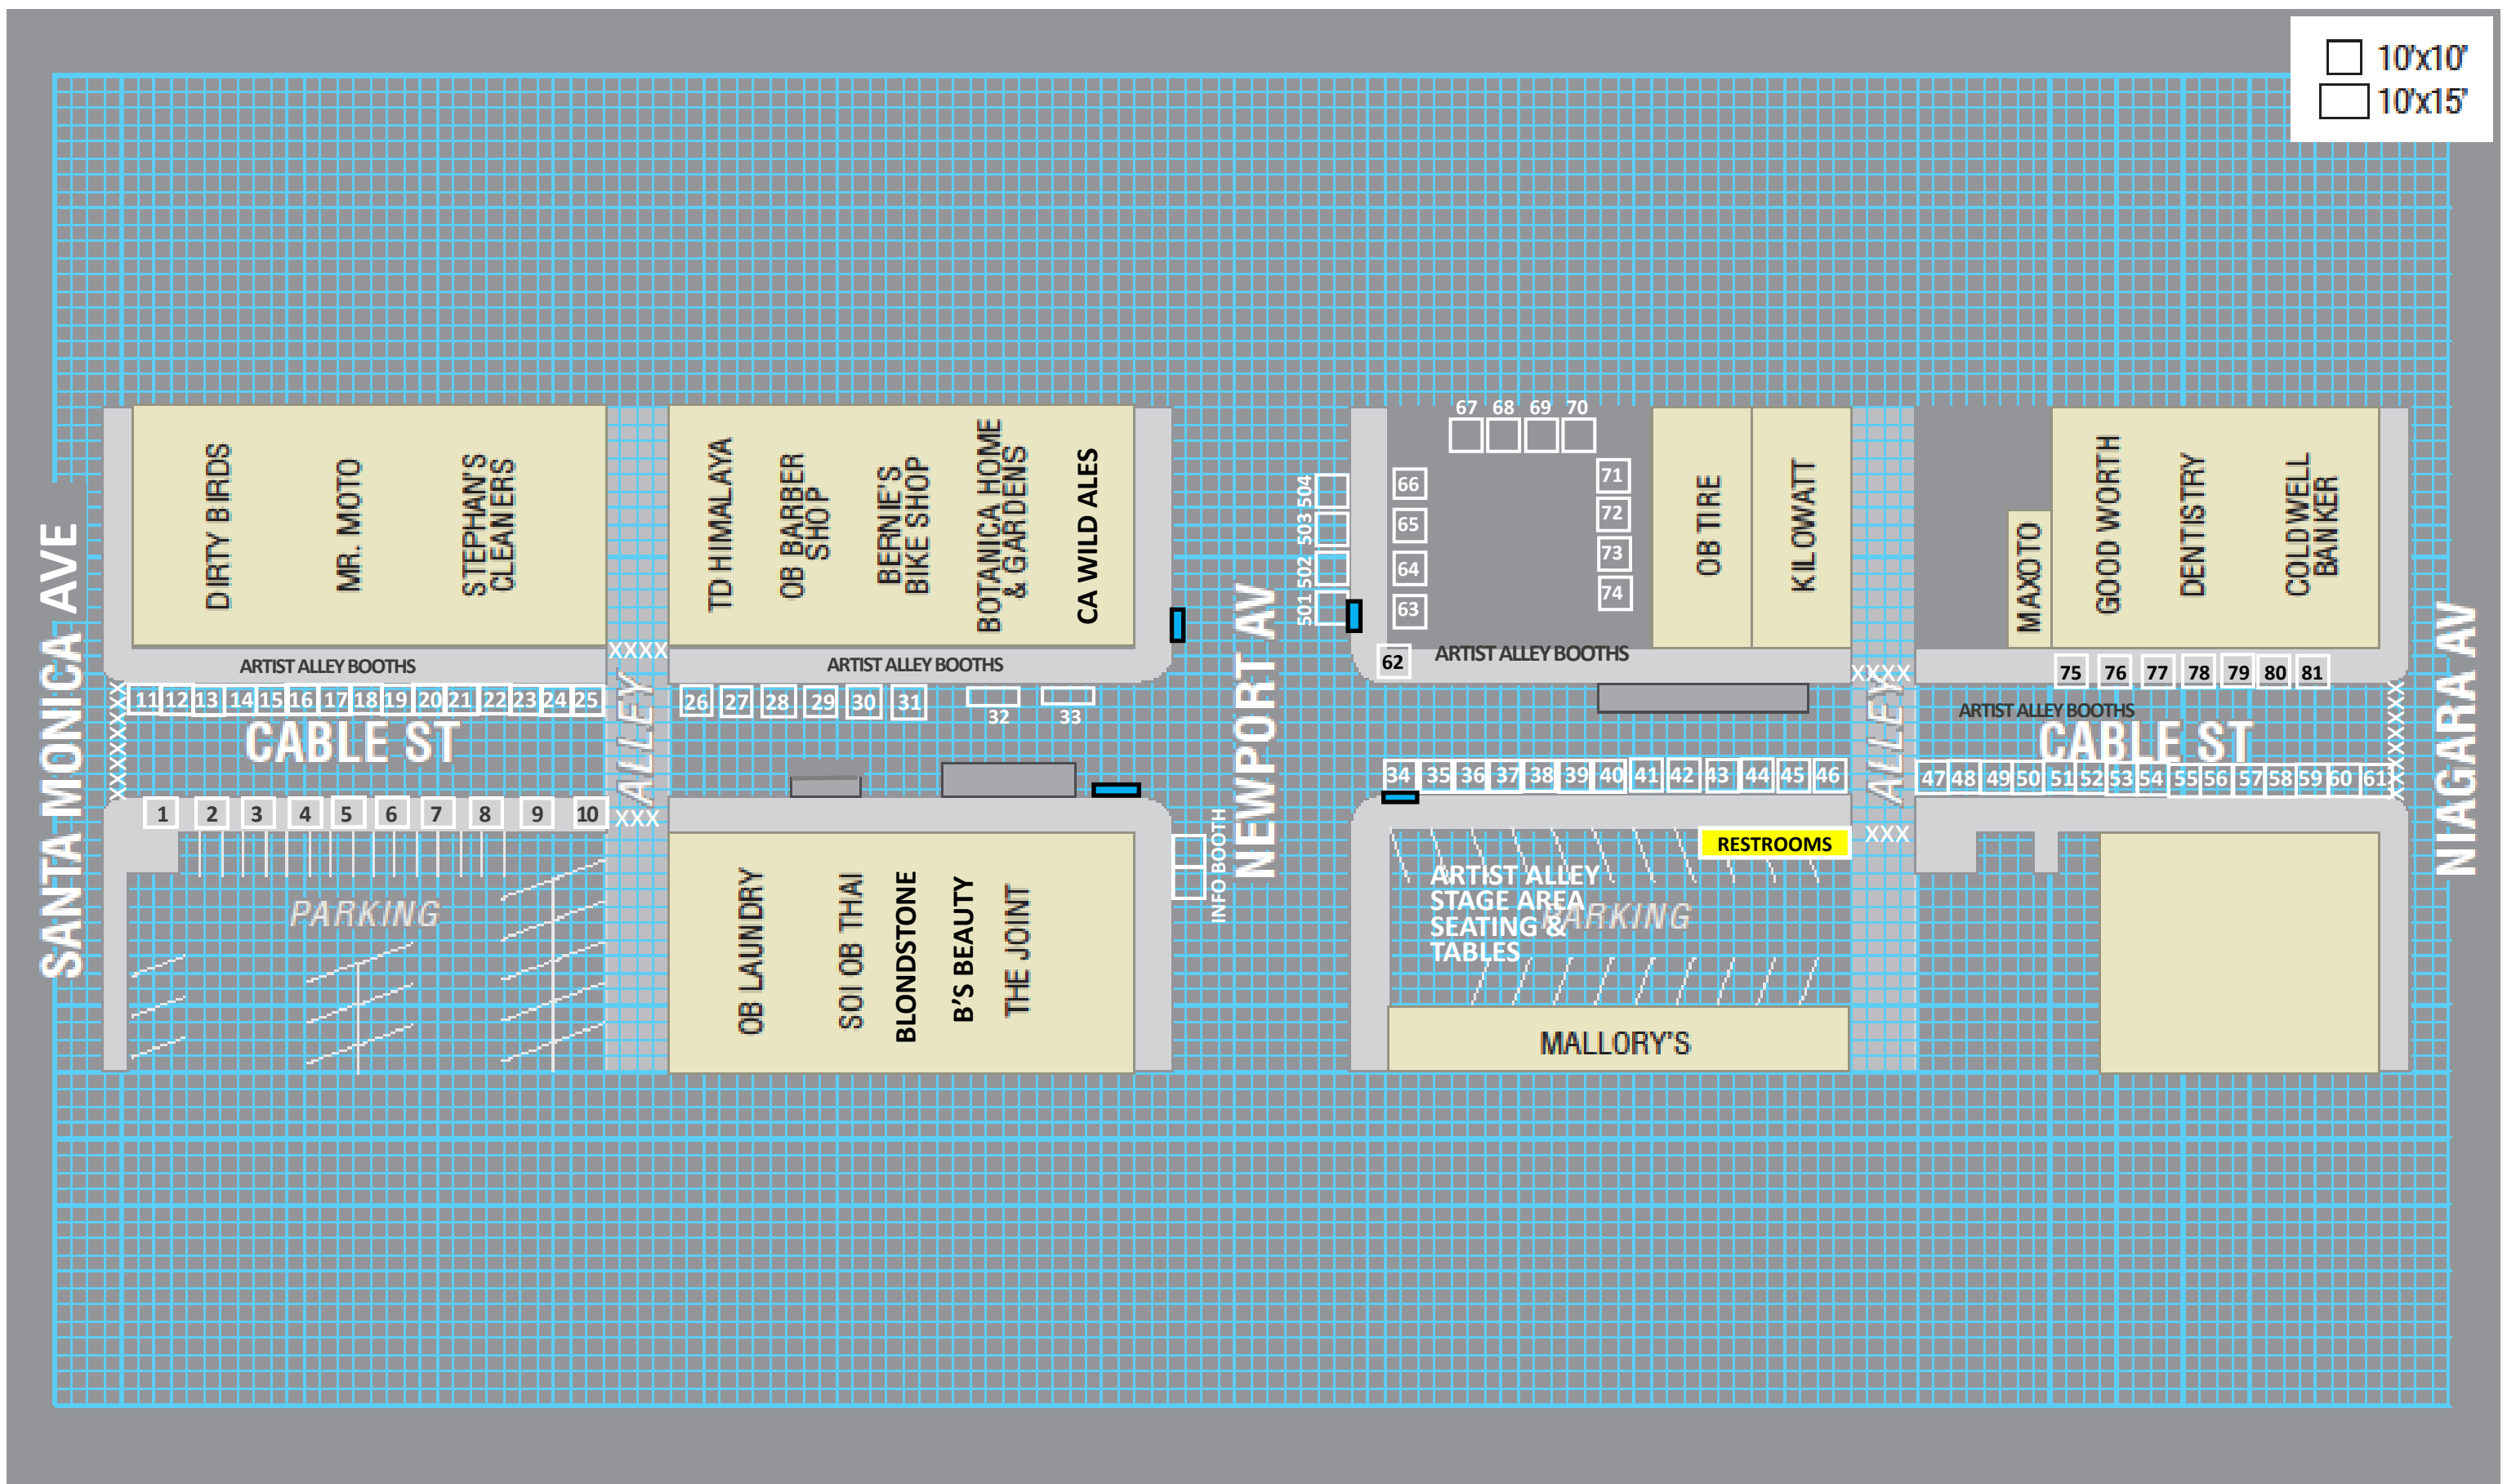 10'x10'
10'x15'
SANTA MONICA AVE
DIRTY BIRDS
MR. MOTO
STEPHAN'S
CLEANERS
TD HIMALAYA
OB BARBER
SHOP
BERNIE'S
BIKE SHOP
BOTANICA HOME
& GARDENS
CA WILD ALES
NEWPORT AV
501 502 503 504
67 68 69 70
66
65
64
63
62
71
72
73
74
OB TIRE
KILOWATT
MAXOTO
GOOD WORTH
DENTISTRY
COLDWELL
BANKER
NIAGARA AV
ARTIST ALLEY BOOTHS
XXXX
ARTIST ALLEY BOOTHS
ARTIST ALLEY BOOTHS
XXXX
75 76 77 78 79 80 81
ARTIST ALLEY BOOTHS
XXXXXXXX
11 12 13 14 15 16 17 18 19 20 21 22 23 24 25
ALLEY
26 27 28 29 30 31
32 33
CABLE ST
ALLEY
CABLE ST
XXXXXXXX
34 35 36 37 38 39 40 41 42 43 44 45 46
47 48 49 50 51 52 53 54 55 56 57 58 59 60 61
1 2 3 4 5 6 7 8 9 10
XXX
XXX
PARKING
OB LAUNDRY
SOI OB THAI
BLONDSTONE
B'S BEAUTY
THE JOINT
INFO BOOTH
RESTROOMS
ARTIST ALLEY
STAGE AREA
SEATING &
TABLES
PARKING
MALLORY'S